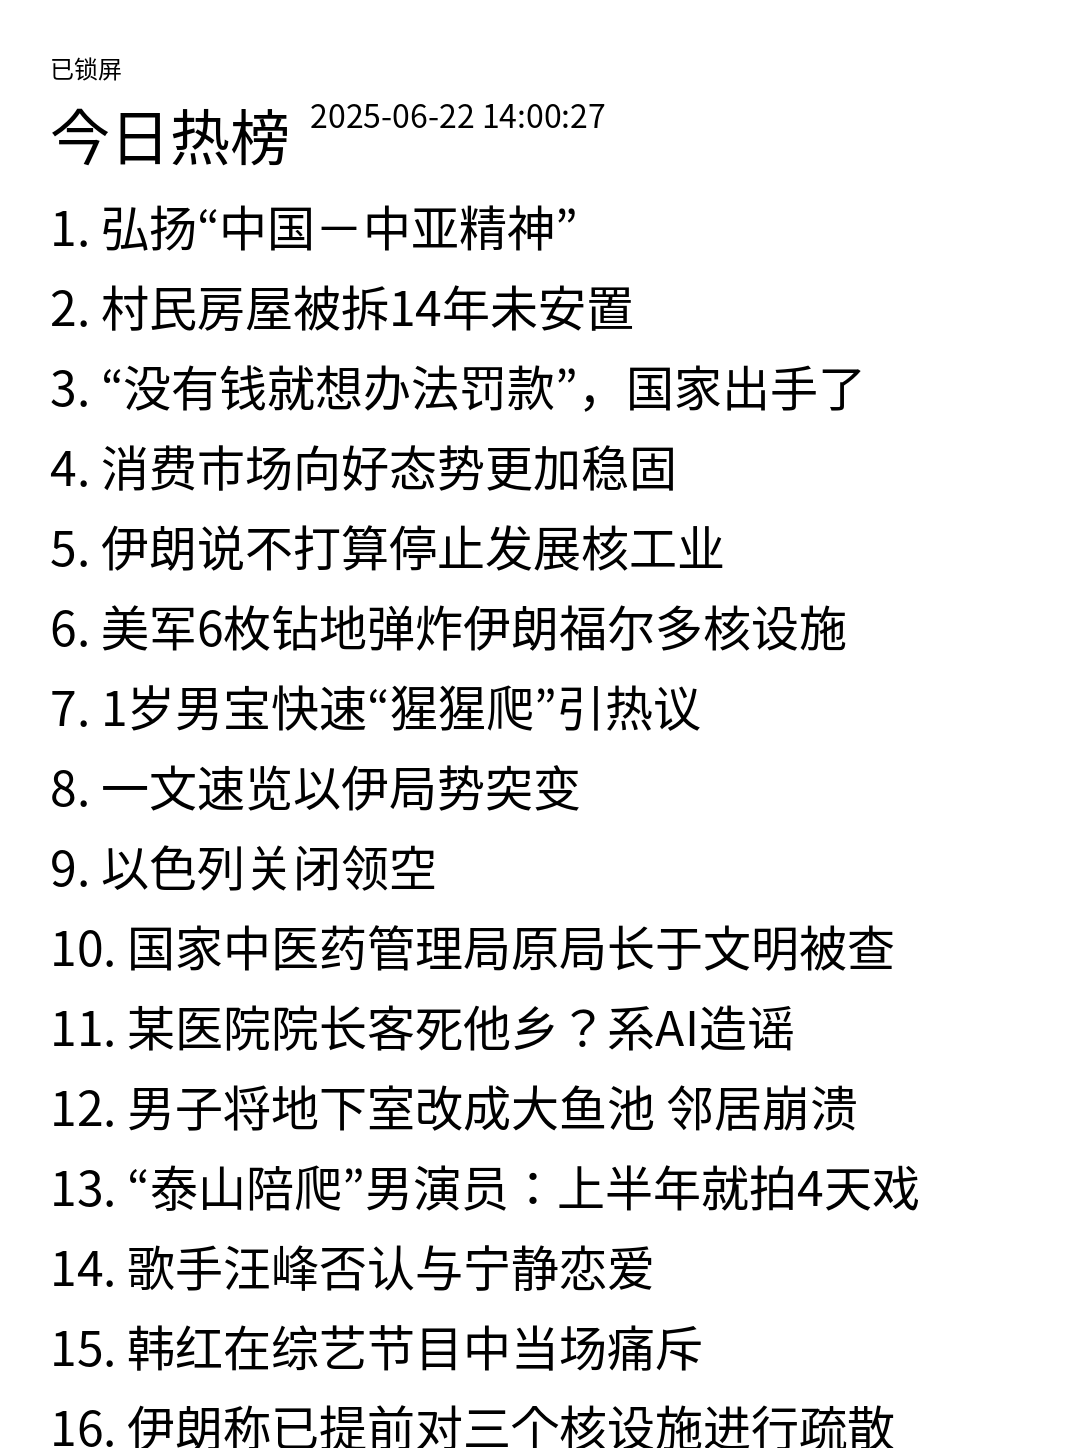 已锁屏
今日热榜 2025-06-22 14:00:27
1. 弘扬“中国－中亚精神”
2. 村民房屋被拆14年未安置
3. “没有钱就想办法罚款”，国家出手了
4. 消费市场向好态势更加稳固
5. 伊朗说不打算停止发展核工业
6. 美军6枚钻地弹炸伊朗福尔多核设施
7. 1岁男宝快速“猩猩爬”引热议
8. 一文速览以伊局势突变
9. 以色列关闭领空
10. 国家中医药管理局原局长于文明被查
11. 某医院院长客死他乡？系AI造谣
12. 男子将地下室改成大鱼池 邻居崩溃
13. “泰山陪爬”男演员：上半年就拍4天戏
14. 歌手汪峰否认与宁静恋爱
15. 韩红在综艺节目中当场痛斥
16. 伊朗称已提前对三个核设施进行疏散